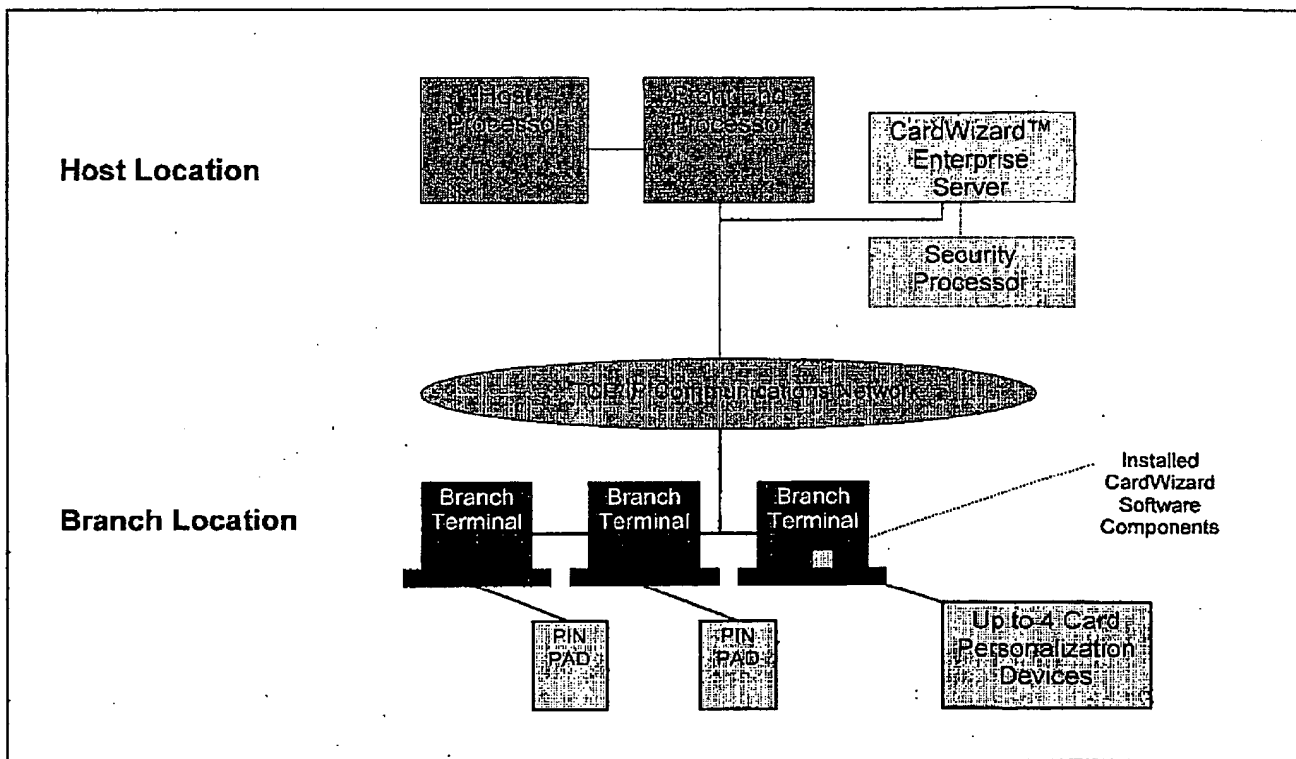 Host
Processor
Front End
Processor
CardWizard™
Enterprise
Server
Host Location
Security
Processor
TCP/IP Communications Network
Installed
CardWizard
Software
Components
Branch
Terminal
Branch
Terminal
Branch
Terminal
Branch Location
PIN
PAD
PIN
PAD
Up to 4 Card
Personalization
Devices